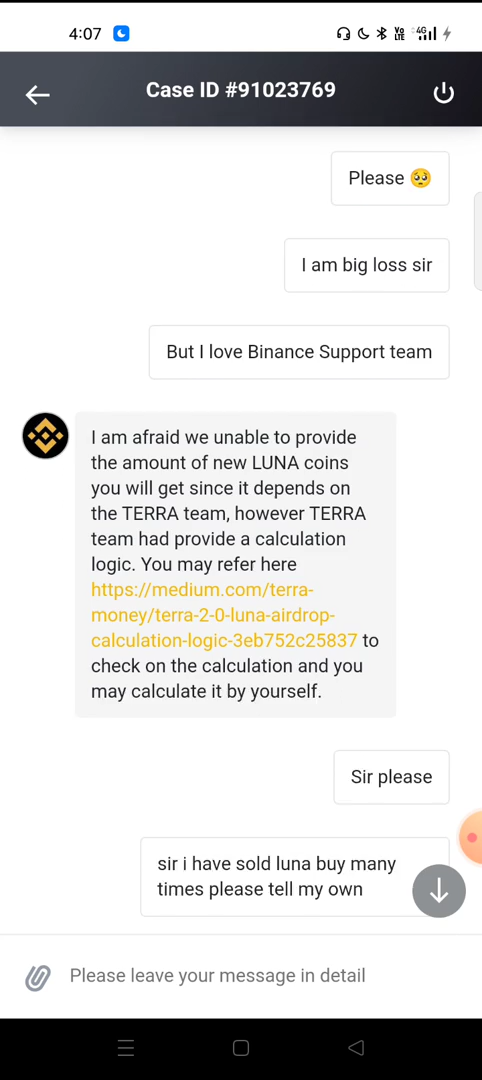 4:07
Vo
LTE
4G
Case ID #91023769
Please 🥺
I am big loss sir
But I love Binance Support team
I am afraid we unable to provide
the amount of new LUNA coins
you will get since it depends on
the TERRA team, however TERRA
team had provide a calculation
logic. You may refer here
https://medium.com/terra-
money/terra-2-0-luna-airdrop-
calculation-logic-3eb752c25837 to
check on the calculation and you
may calculate it by yourself.
Sir please
sir i have sold luna buy many
times please tell my own
Please leave your message in detail